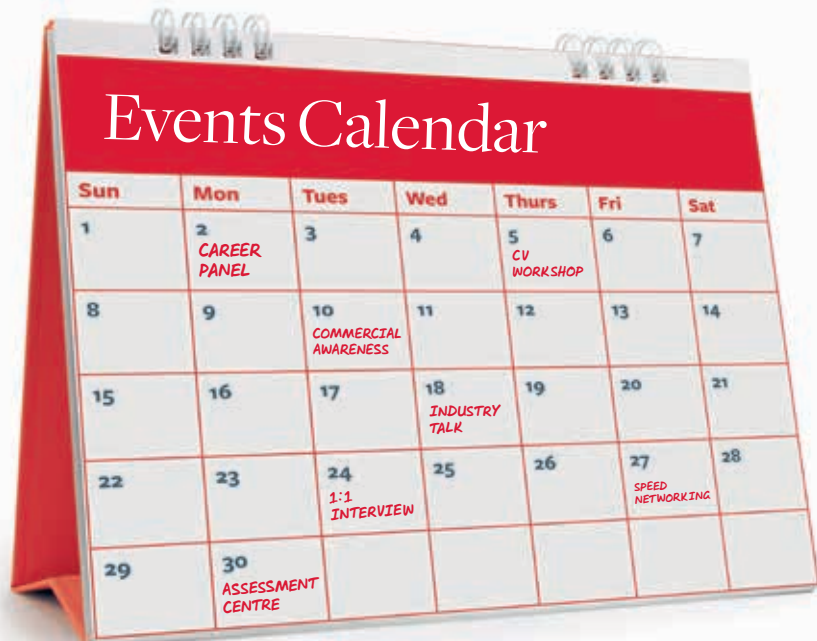 Events Calendar
Sun Mon Tues Wed Thurs Fri Sat
1 2 3 4 5 6 7
CAREER
PANEL
CV
WORKSHOP
8 9 10 11 12 13 14
COMMERCIAL
AWARENESS
15 16 17 18 19 20 21
INDUSTRY
TALK
22 23 24 25 26 27 28
1:1
INTERVIEW
SPEED
NETWORKING
29 30
ASSESSMENT
CENTRE